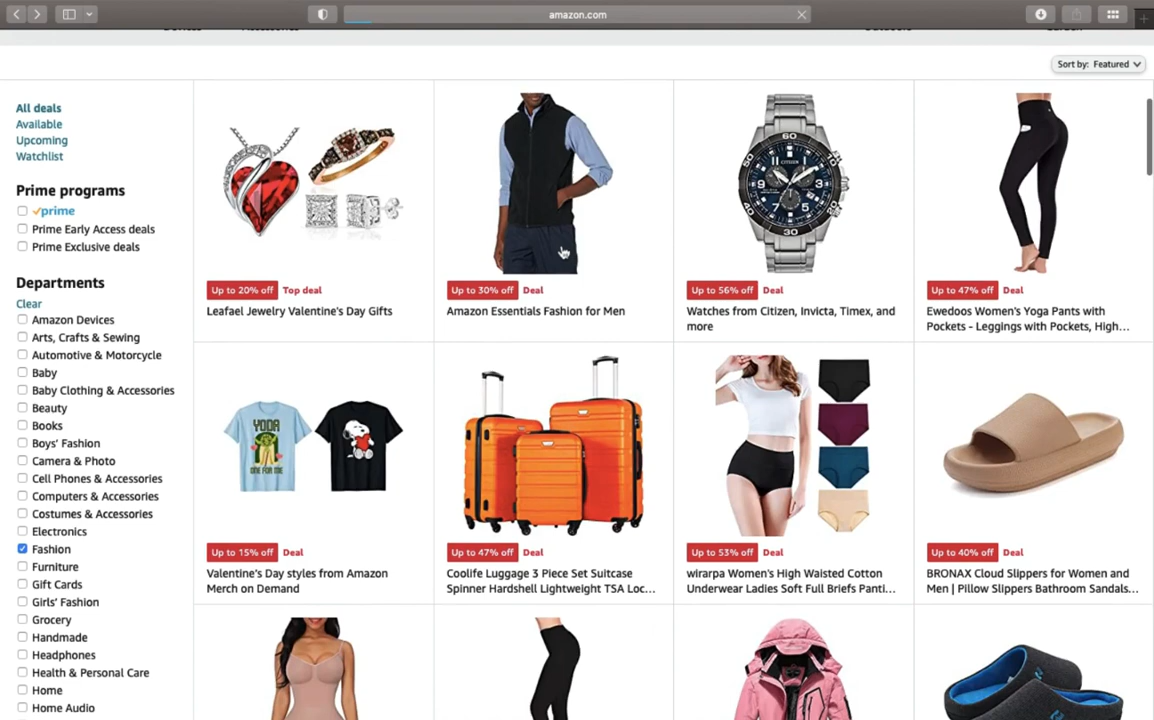 amazon.com
Sort by: Featured
All deals
Available
Upcoming
Watchlist
Prime programs
prime
Prime Early Access deals
Prime Exclusive deals
Departments
Clear
Amazon Devices
Arts, Crafts & Sewing
Automotive & Motorcycle
Baby
Baby Clothing & Accessories
Beauty
Books
Boys' Fashion
Camera & Photo
Cell Phones & Accessories
Computers & Accessories
Costumes & Accessories
Electronics
Fashion
Furniture
Gift Cards
Girls' Fashion
Grocery
Handmade
Headphones
Health & Personal Care
Home
Home Audio
Up to 20% off Top deal
Leafael Jewelry Valentine's Day Gifts
Up to 30% off Deal
Amazon Essentials Fashion for Men
60
CITIZEN
30
Up to 56% off Deal
Watches from Citizen, Invicta, Timex, and
more
Up to 47% off Deal
Ewedoos Women's Yoga Pants with
Pockets - Leggings with Pockets, High...
YODA
ONE FOR ME
Up to 15% off Deal
Valentine's Day styles from Amazon
Merch on Demand
Up to 47% off Deal
Coolife Luggage 3 Piece Set Suitcase
Spinner Hardshell Lightweight TSA Loc...
Up to 53% off Deal
wirarpa Women's High Waisted Cotton
Underwear Ladies Soft Full Briefs Panti...
Up to 40% off Deal
BRONAX Cloud Slippers for Women and
Men | Pillow Slippers Bathroom Sandals...